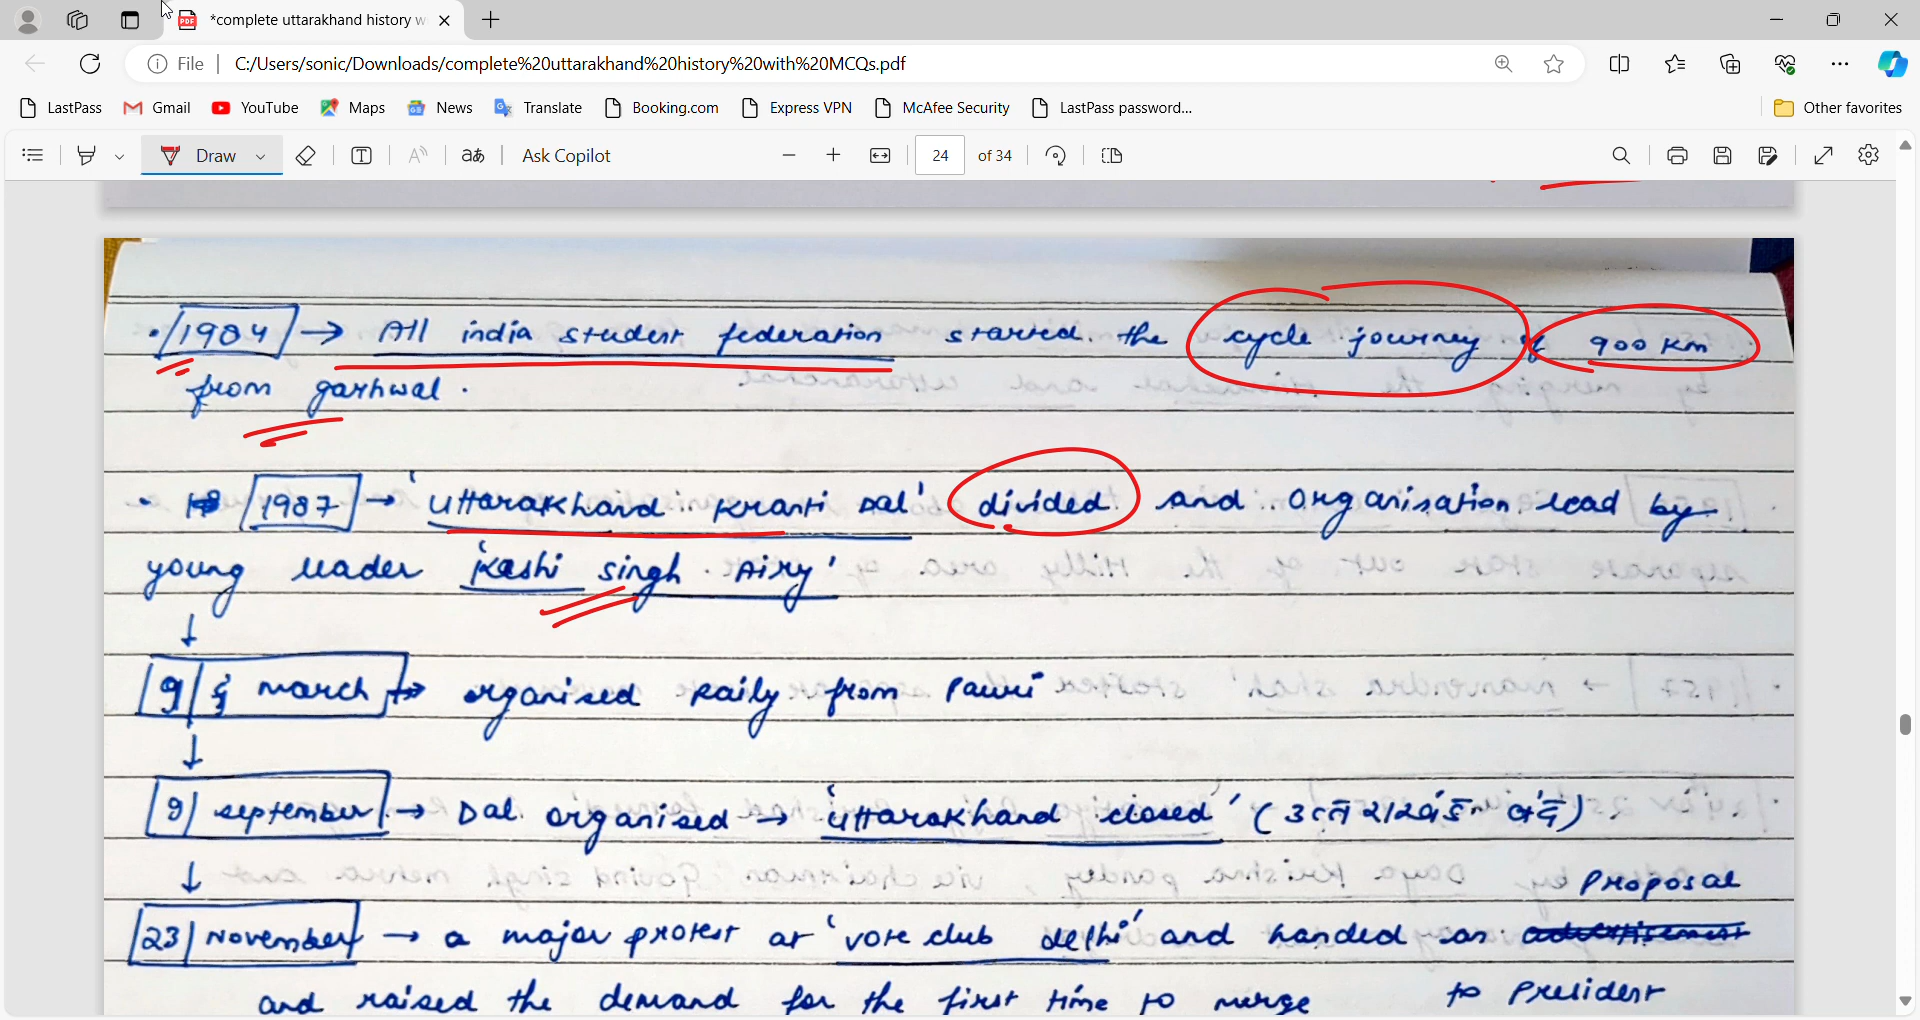 *complete uttarakhand history w
File C:/Users/sonic/Downloads/complete%20uttarakhand%20history%20with%20MCQs.pdf
LastPass Gmail YouTube Maps News Translate Booking.com Express VPN McAfee Security LastPass password... Other favorites
Draw Ask Copilot 24 of 34
• 1984 → All india student federation started the cycle journey of 900 Km
from garhwal.
• 1987 → 'Uttarakhand Kranti Dal' divided and organisation lead by
young leader 'Kashi singh Airy'
↓
9 march → organised Raily from Pauri
↓
9 september → Dal organised → 'Uttarakhand closed' (उत्तराखंड बंद)
↓
Proposal
23 November → a major protest at 'vote club delhi' and handed an
and raised the demand for the first time to merge to President